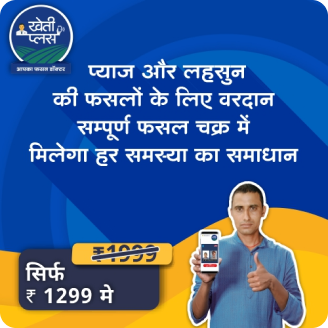 खेती
प्लस
आपका फसल डॉक्टर
प्याज और लहसुन
की फसलों के लिए वरदान
सम्पूर्ण फसल चक्र में
मिलेगा हर समस्या का समाधान
₹1999
सिर्फ
₹ 1299 मे